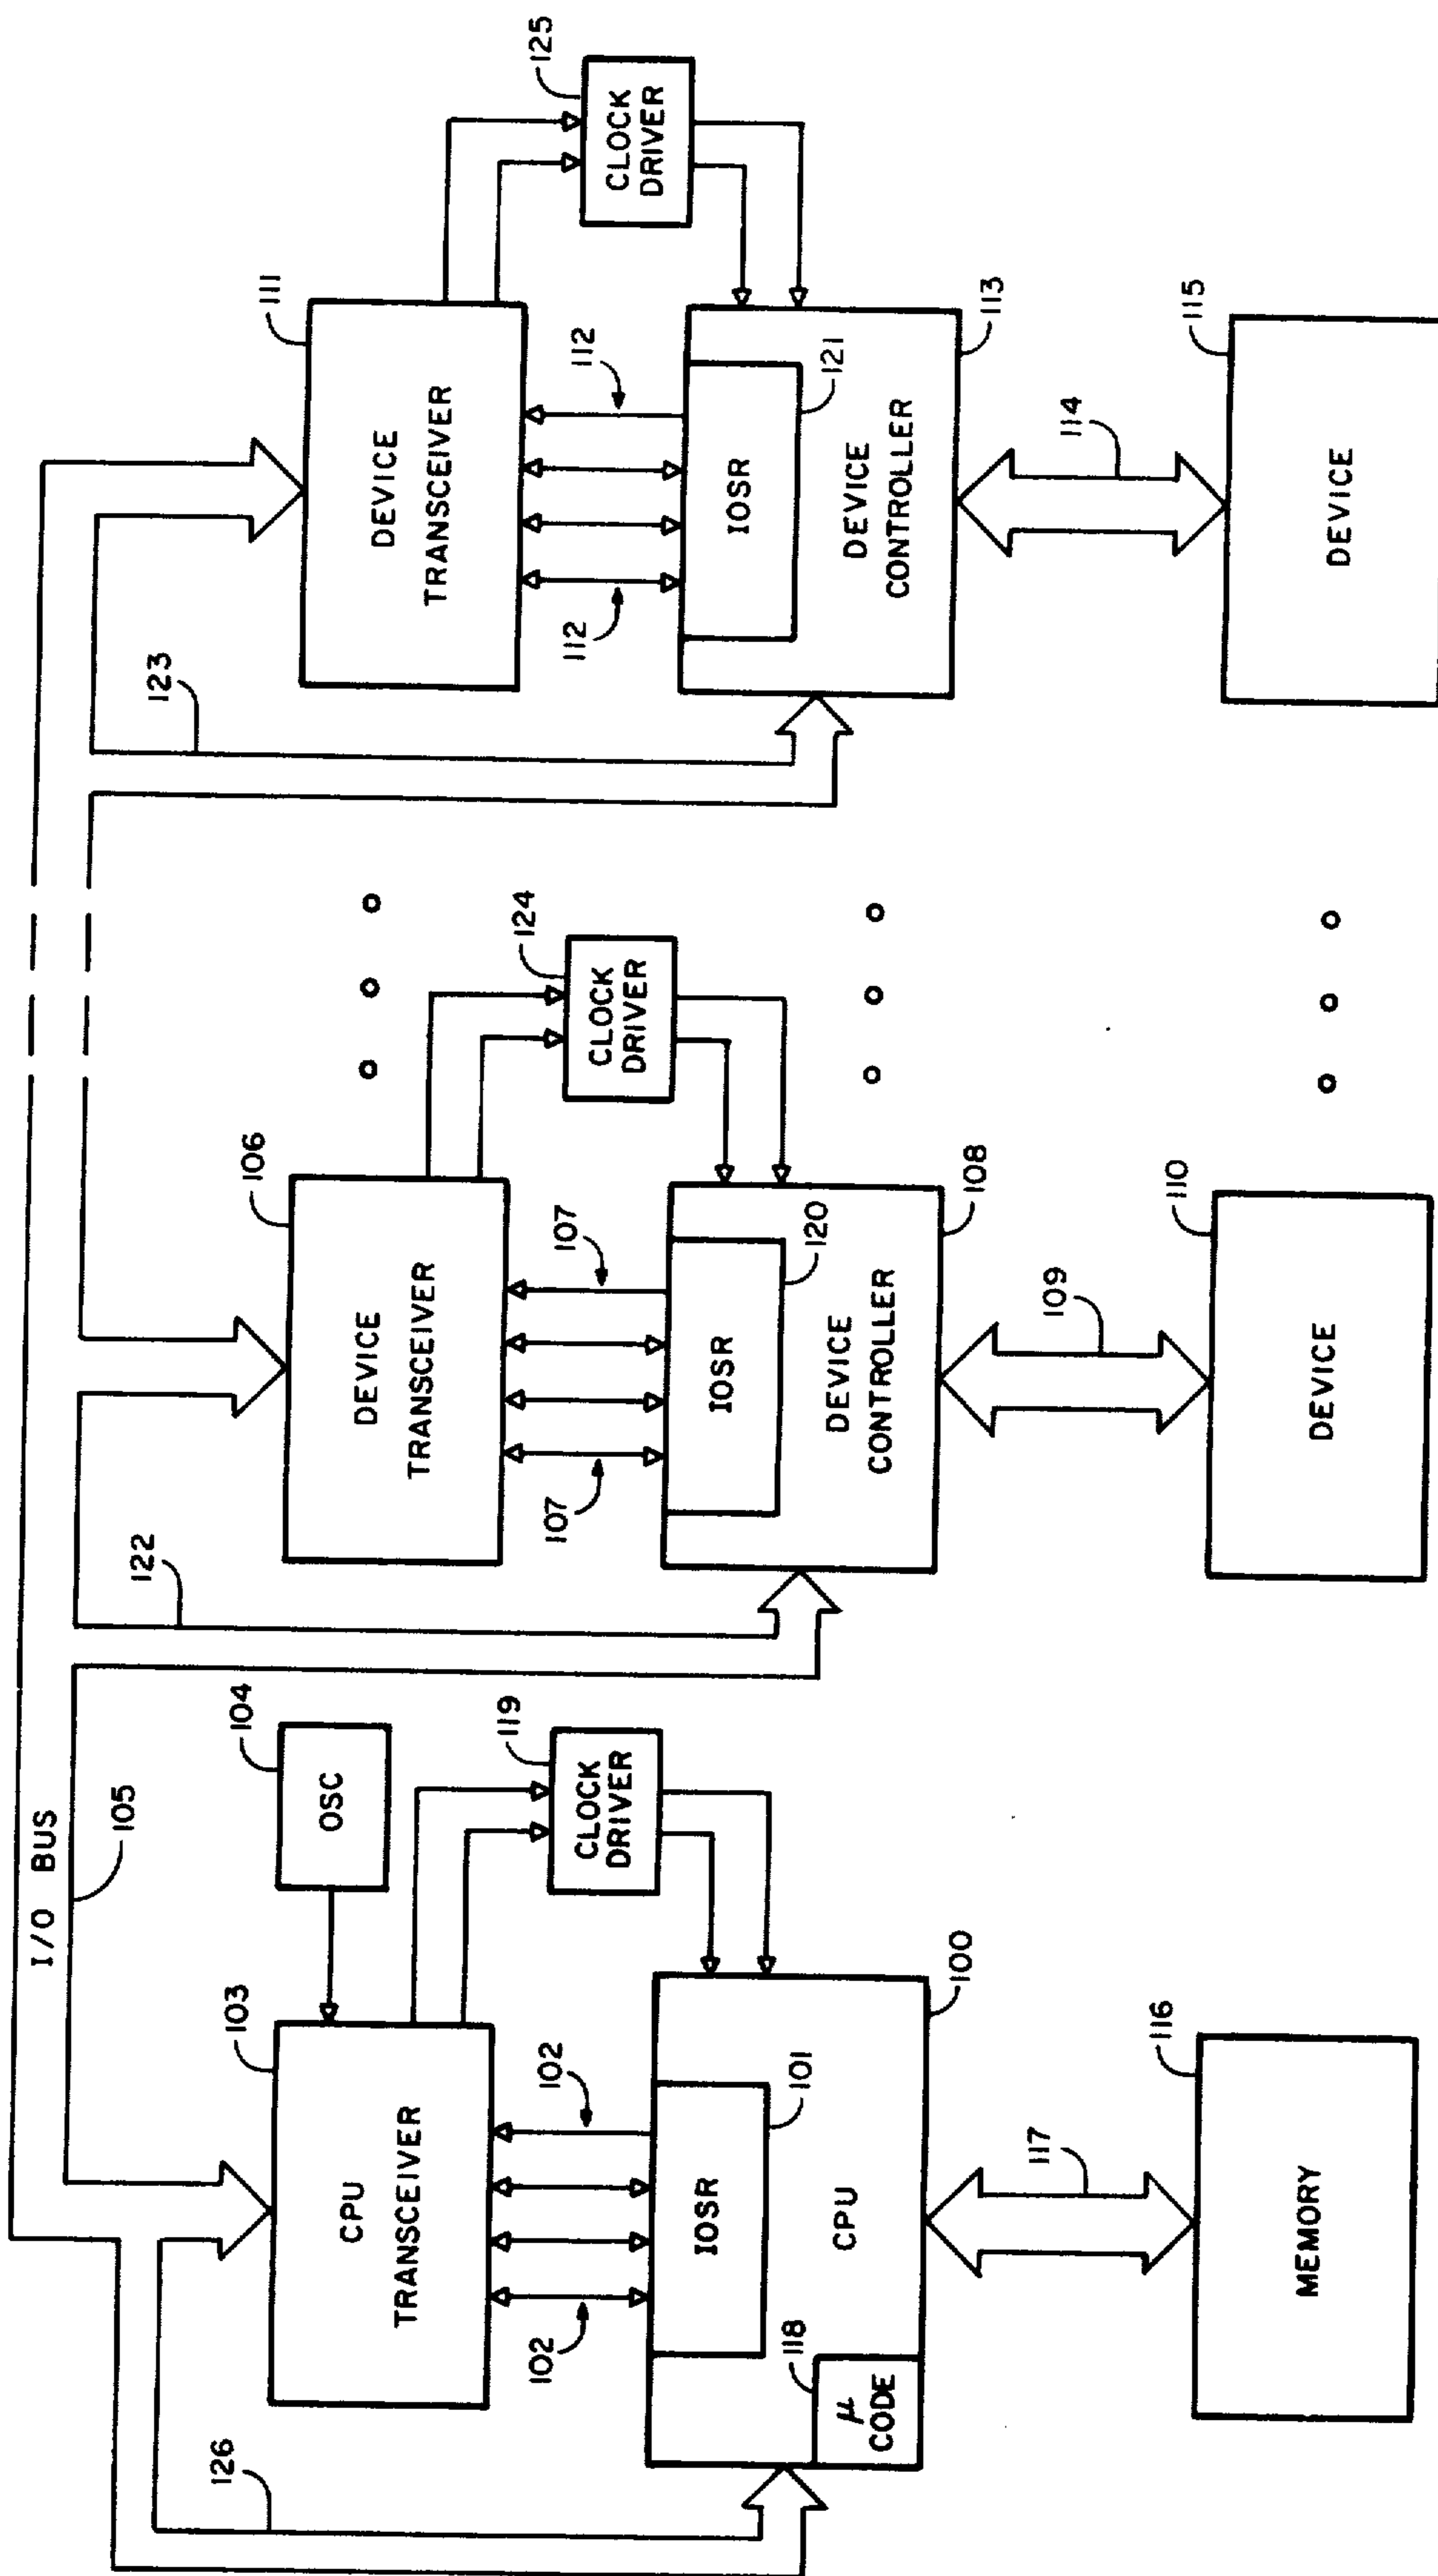 I/O BUS
105
126
103
CPU
TRANSCEIVER
104
OSC
102
102
119
CLOCK
DRIVER
IOSR
101
CPU
118
μ
CODE
100
117
116
MEMORY
122
106
DEVICE
TRANSCEIVER
107
107
124
CLOCK
DRIVER
IOSR
120
DEVICE
CONTROLLER
108
109
110
DEVICE
123
111
DEVICE
TRANSCEIVER
112
112
125
CLOCK
DRIVER
IOSR
121
DEVICE
CONTROLLER
113
114
115
DEVICE